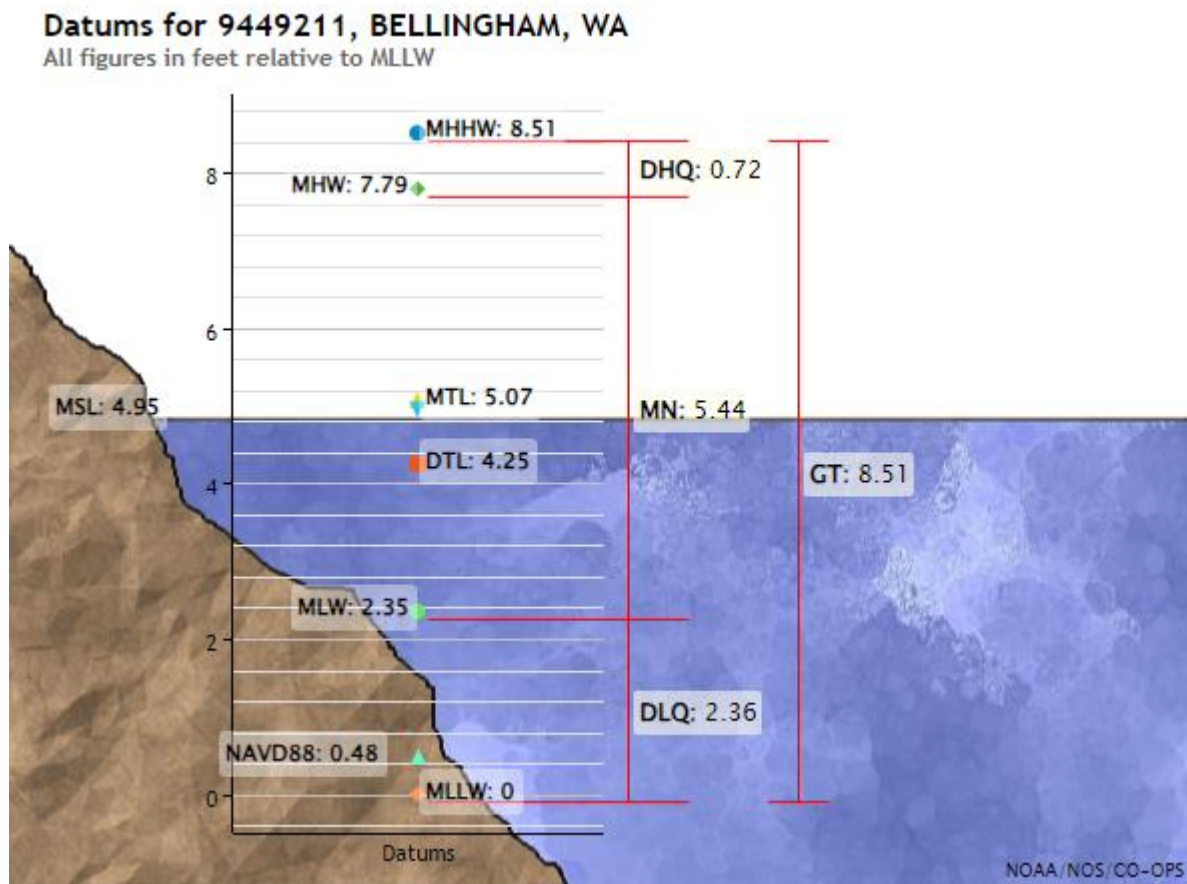 Datums for 9449211, BELLINGHAM, WA
All figures in feet relative to MLLW
MHHW: 8.51
DHQ: 0.72
8
MHW: 7.79
6
MTL: 5.07
MSL: 4.95
MN: 5.44
DTL: 4.25
GT: 8.51
4
MLW: 2.35
2
DLQ: 2.36
NAVD88: 0.48
0
MLLW: 0
Datums
NOAA/NOS/CO-OPS